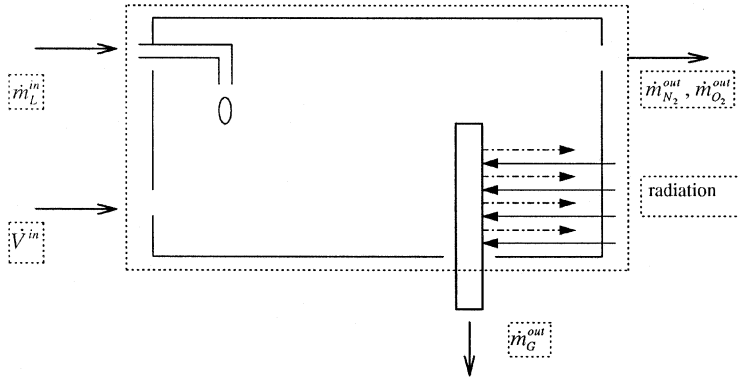 ṁ_L^in
ṁ_N₂^out, ṁ_O₂^out
radiation
V̇^in
ṁ_G^out